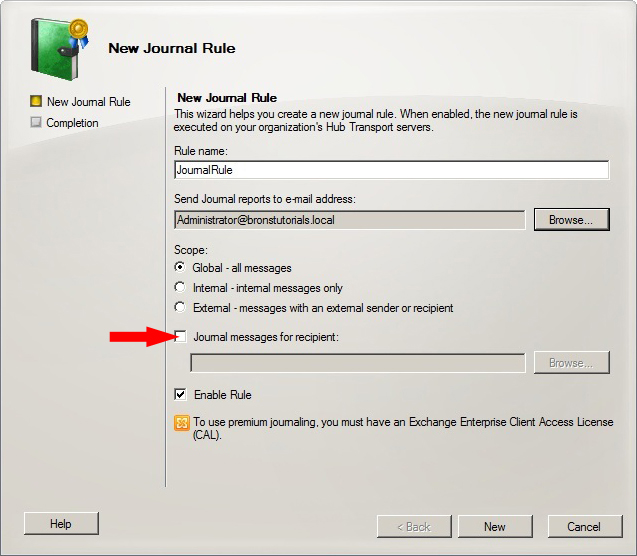 New Journal Rule
New Journal Rule
Completion
New Journal Rule
This wizard helps you create a new journal rule. When enabled, the new journal rule is
executed on your organization's Hub Transport servers.
Rule name:
JournalRule
Send Journal reports to e-mail address:
Administrator@bronstutorials.local
Browse...
Scope:
Global - all messages
Internal - internal messages only
External - messages with an external sender or recipient
Journal messages for recipient:
Browse...
Enable Rule
To use premium journaling, you must have an Exchange Enterprise Client Access License
(CAL).
Help
< Back
New
Cancel